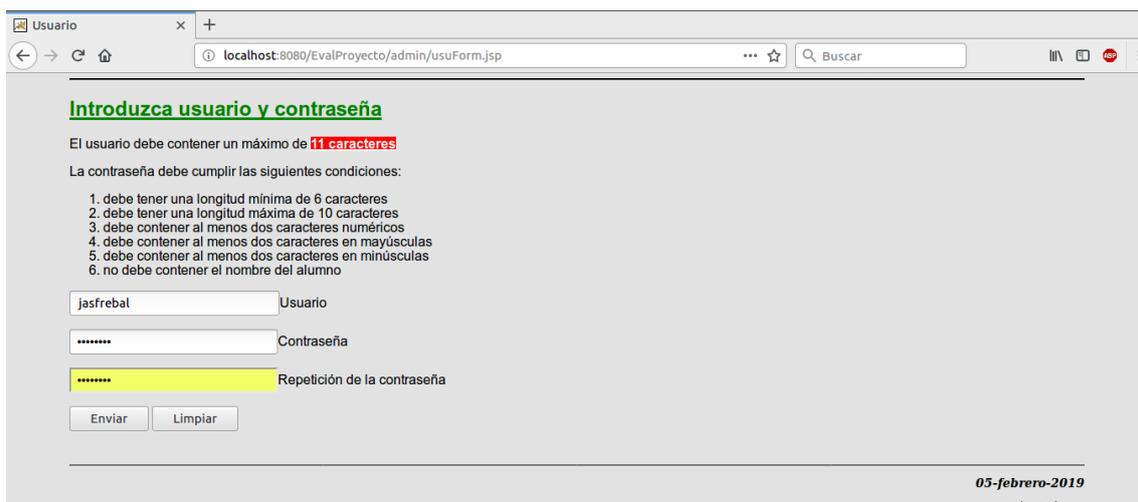 Usuario
localhost:8080/EvalProyecto/admin/usuForm.jsp
Buscar
ABP
Introduzca usuario y contraseña
El usuario debe contener un máximo de 11 caracteres
La contraseña debe cumplir las siguientes condiciones:
1. debe tener una longitud mínima de 6 caracteres
2. debe tener una longitud máxima de 10 caracteres
3. debe contener al menos dos caracteres numéricos
4. debe contener al menos dos caracteres en mayúsculas
5. debe contener al menos dos caracteres en minúsculas
6. no debe contener el nombre del alumno
jasfrebal Usuario
•••••••• Contraseña
•••••••• Repetición de la contraseña
Enviar Limpiar
05-febrero-2019